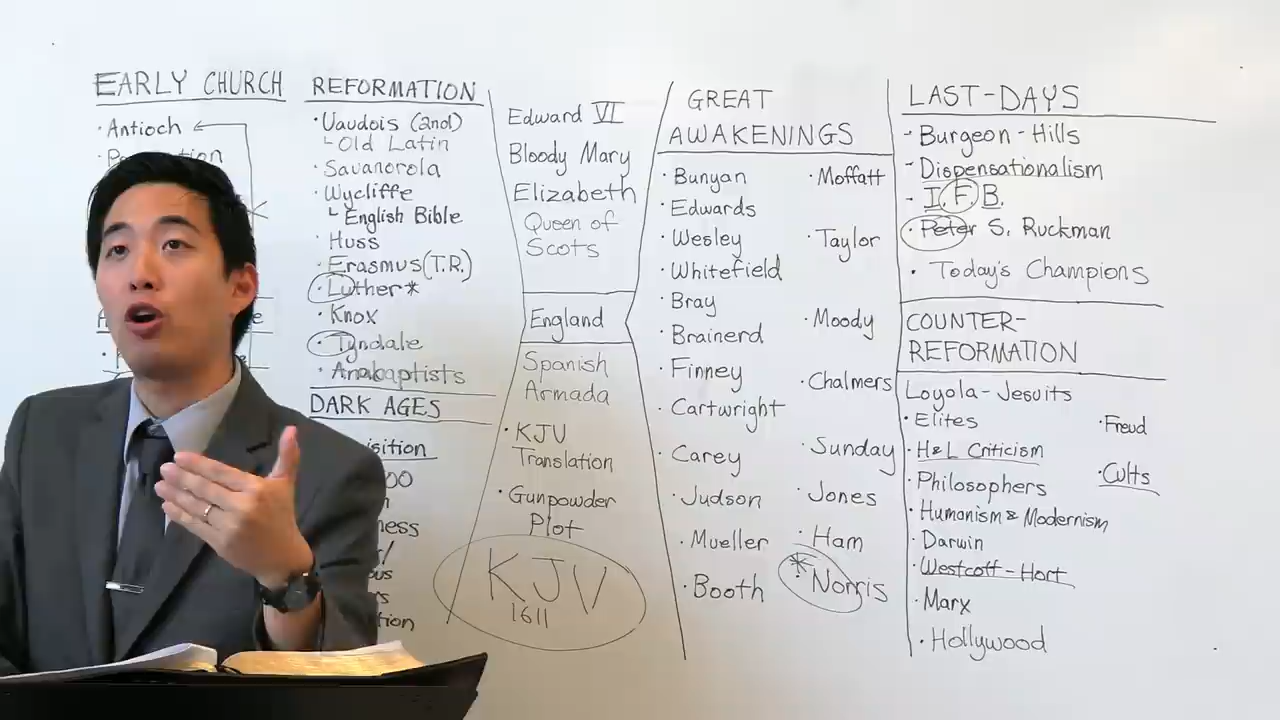 EARLY CHURCH
· Antioch
REFORMATION
· Vaudois (2nd)
Old Latin
· Savanorola
· Wycliffe
English Bible
· Huss
· Erasmus (T.R.)
· Luther *
· Knox
· Tyndale
· Anabaptists
DARK AGES
Edward VI
Bloody Mary
Elizabeth
Queen of
Scots
England
Spanish
Armada
· KJV
Translation
· Gunpowder
Plot
KJV
1611
GREAT
AWAKENINGS
· Bunyan
· Edwards
· Wesley
· Whitefield
· Bray
· Brainerd
· Finney
· Cartwright
· Carey
· Judson
· Mueller
· Booth
· Moffatt
· Taylor
· Moody
· Chalmers
· Sunday
· Jones
· Ham
* · Norris
LAST-DAYS
- Burgeon - Hills
- Dispensationalism
- I.F.B.
· Peter S. Ruckman
· Today's Champions
COUNTER-
REFORMATION
Loyola - Jesuits
· Elites
· H&L Criticism
· Philosophers
· Humanism & Modernism
· Darwin
· Westcott-Hort
· Marx
· Hollywood
· Freud
· Cults